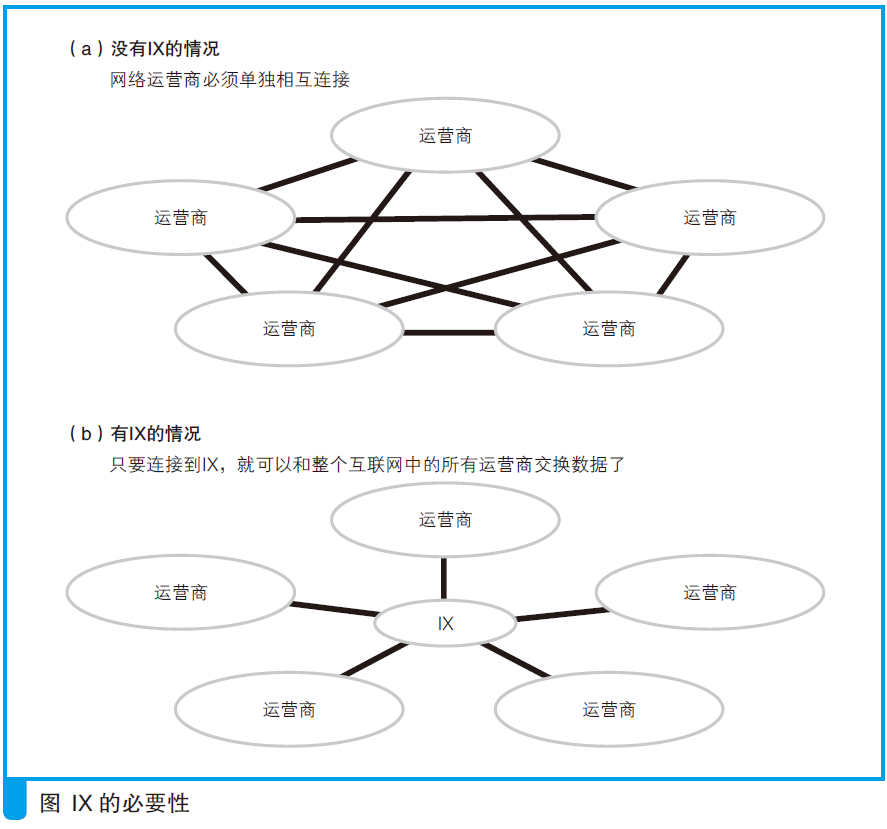 （a）没有IX的情况
网络运营商必须单独相互连接
运营商
运营商
运营商
运营商
运营商
（b）有IX的情况
只要连接到IX，就可以和整个互联网中的所有运营商交换数据了
运营商
运营商
运营商
IX
运营商
运营商
图 IX 的必要性